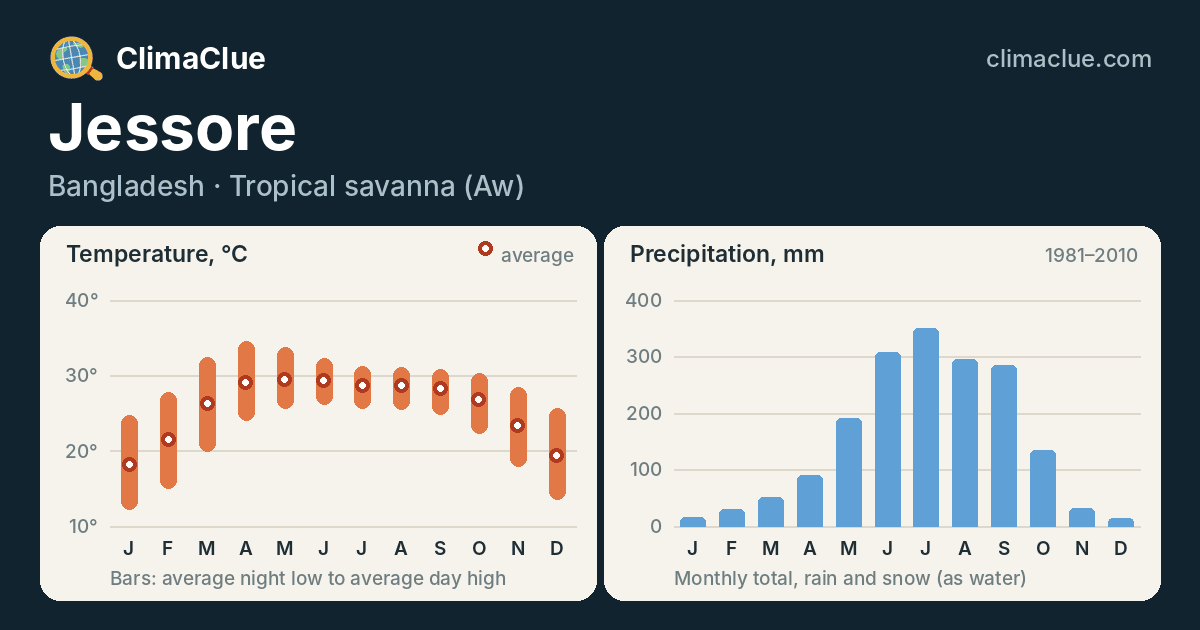 ClimaClue
climaclue.com
Jessore
Bangladesh · Tropical savanna (Aw)
Temperature, °C
average
40°
30°
20°
10°
J F M A M J J A S O N D
Bars: average night low to average day high
Precipitation, mm
1981–2010
400
300
200
100
0
J F M A M J J A S O N D
Monthly total, rain and snow (as water)